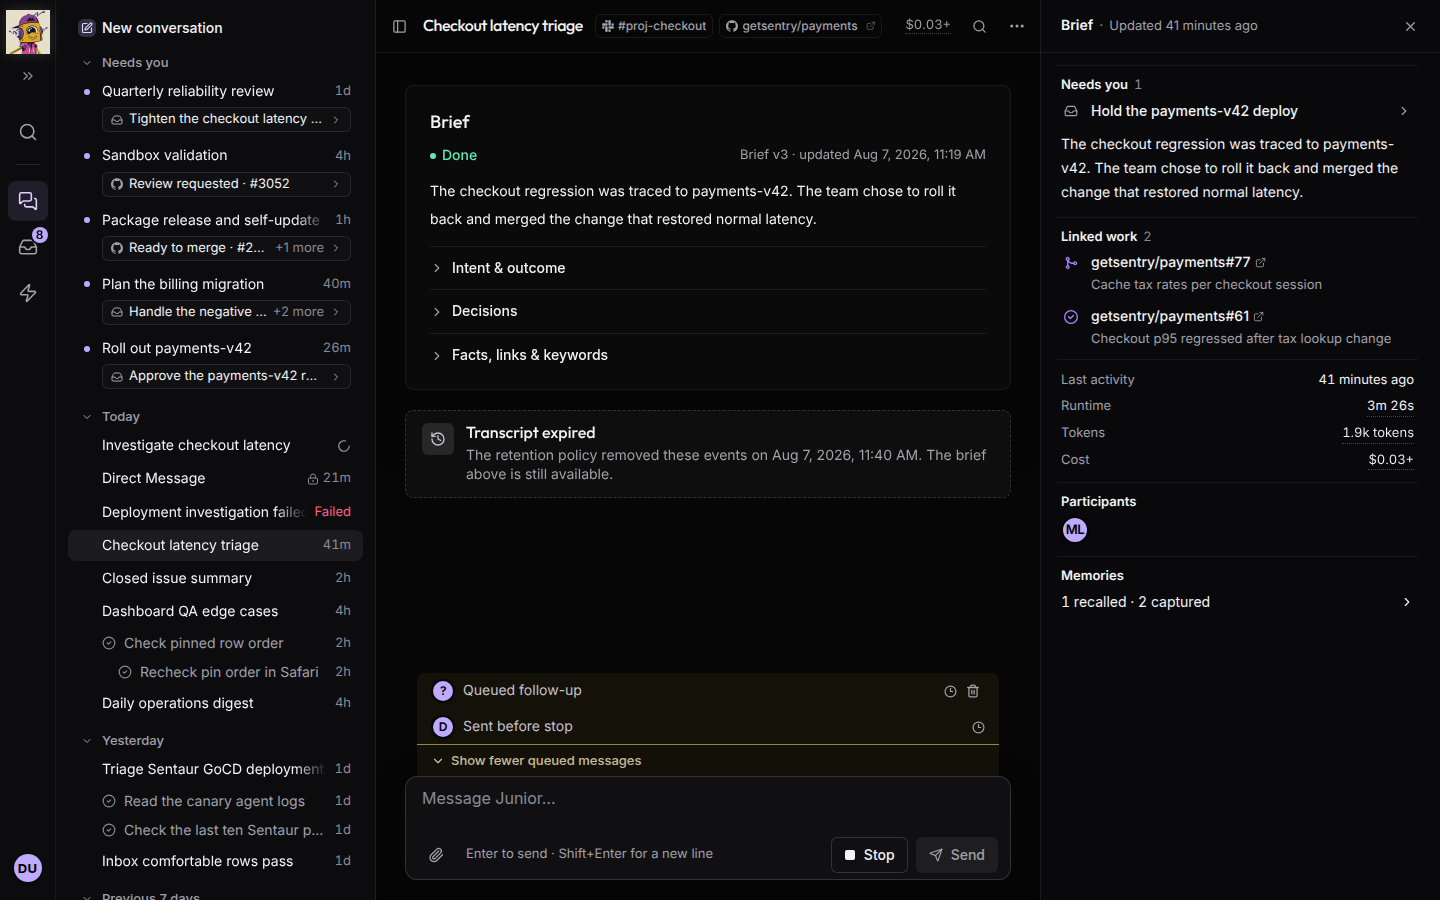 New conversation
Needs you
Quarterly reliability review 1d
Tighten the checkout latency ...
Sandbox validation 4h
Review requested · #3052
Package release and self-update 1h
Ready to merge · #2... +1 more
Plan the billing migration 40m
Handle the negative ... +2 more
Roll out payments-v42 26m
Approve the payments-v42 r...
Today
Investigate checkout latency
Direct Message 21m
Deployment investigation failed Failed
Checkout latency triage 41m
Closed issue summary 2h
Dashboard QA edge cases 4h
Check pinned row order 2h
Recheck pin order in Safari 2h
Daily operations digest 4h
Yesterday
Triage Sentaur GoCD deployment 1d
Read the canary agent logs 1d
Check the last ten Sentaur p... 1d
Inbox comfortable rows pass 1d
Previous 7 days
8
DU
Checkout latency triage #proj-checkout getsentry/payments $0.03+
Brief
Done Brief v3 · updated Aug 7, 2026, 11:19 AM
The checkout regression was traced to payments-v42. The team chose to roll it
back and merged the change that restored normal latency.
Intent & outcome
Decisions
Facts, links & keywords
Transcript expired
The retention policy removed these events on Aug 7, 2026, 11:40 AM. The brief
above is still available.
? Queued follow-up
D Sent before stop
Show fewer queued messages
Message Junior...
Enter to send · Shift+Enter for a new line Stop Send
Brief · Updated 41 minutes ago
Needs you 1
Hold the payments-v42 deploy
The checkout regression was traced to payments-
v42. The team chose to roll it back and merged the
change that restored normal latency.
Linked work 2
getsentry/payments#77
Cache tax rates per checkout session
getsentry/payments#61
Checkout p95 regressed after tax lookup change
Last activity 41 minutes ago
Runtime 3m 26s
Tokens 1.9k tokens
Cost $0.03+
Participants
ML
Memories
1 recalled · 2 captured